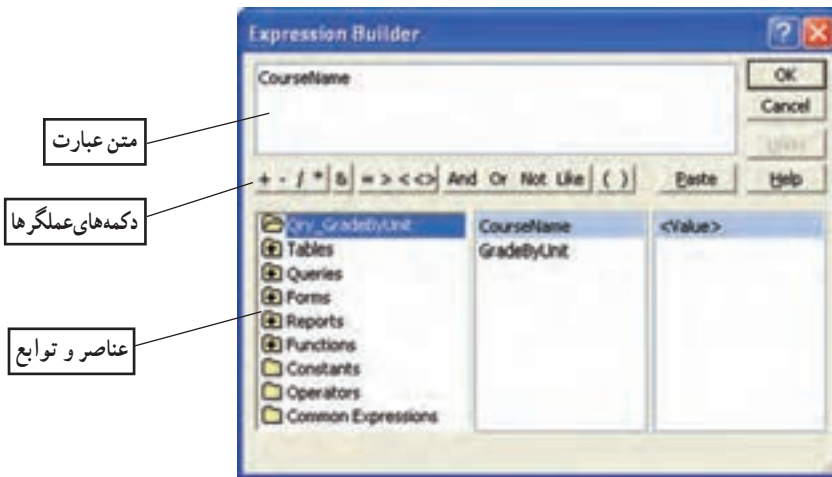 Expression Builder
CourseName
OK
Cancel
Undo
متن عبارت
+ - / * & = > < <> And Or Not Like ( ) Paste Help
دکمه‌های عملگرها
Qry_GradeByUnit
CourseName
<Value>
Tables
GradeByUnit
Queries
Forms
Reports
عناصر و توابع
Functions
Constants
Operators
Common Expressions